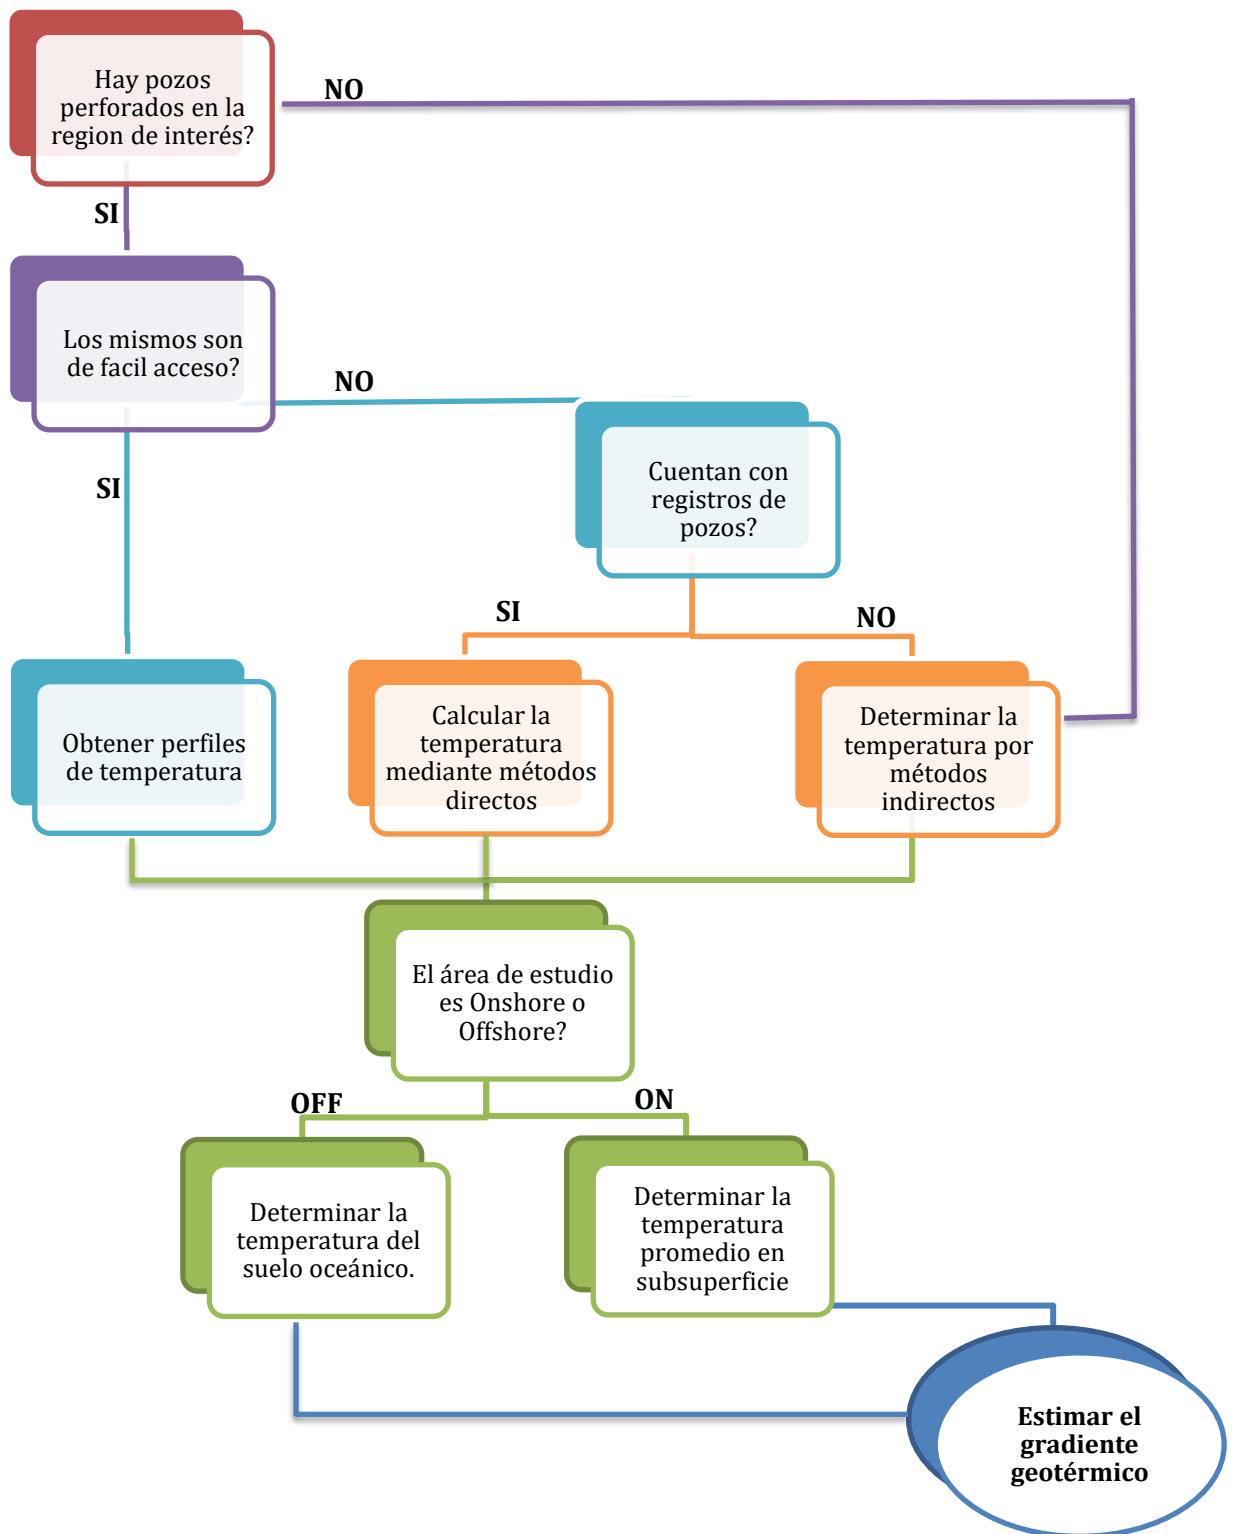 Hay pozos
perforados en la
region de interés?
NO
SI
Los mismos son
de facil acceso?
NO
SI
Cuentan con
registros de
pozos?
SI
NO
Obtener perfiles
de temperatura
Calcular la
temperatura
mediante métodos
directos
Determinar la
temperatura por
métodos
indirectos
El área de estudio
es Onshore o
Offshore?
OFF
ON
Determinar la
temperatura del
suelo oceánico.
Determinar la
temperatura
promedio en
subsuperficie
Estimar el
gradiente
geotérmico